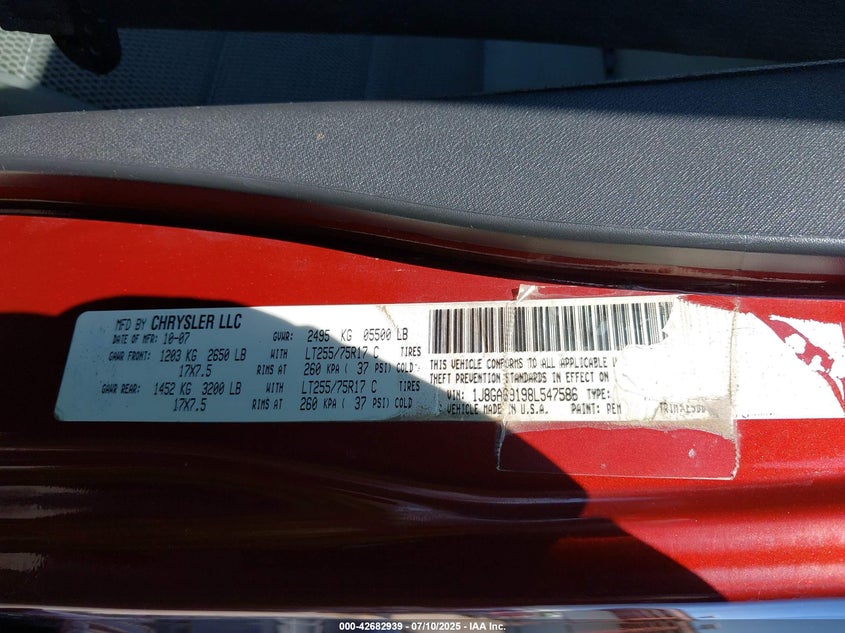 MFD BY CHRYSLER LLC
DATE OF MFR: 10-07 GVWR: 2495 KG 05500 LB
GAWR FRONT: 1203 KG 2650 LB WITH LT255/75R17 C TIRES
17X7.5 RIMS AT 260 KPA ( 37 PSI) COLD
GAWR REAR: 1452 KG 3200 LB WITH LT255/75R17 C TIRES
17X7.5 RIMS AT 260 KPA ( 37 PSI) COLD
THIS VEHICLE CONFORMS TO ALL APPLICABLE
THEFT PREVENTION STANDARDS IN EFFECT ON
VIN: 1J8GA69198L547586 TYPE:
VEHICLE MADE IN U.S.A. PAINT: PEM
000-42682939 | 07/10/2025 - © IAA Inc.